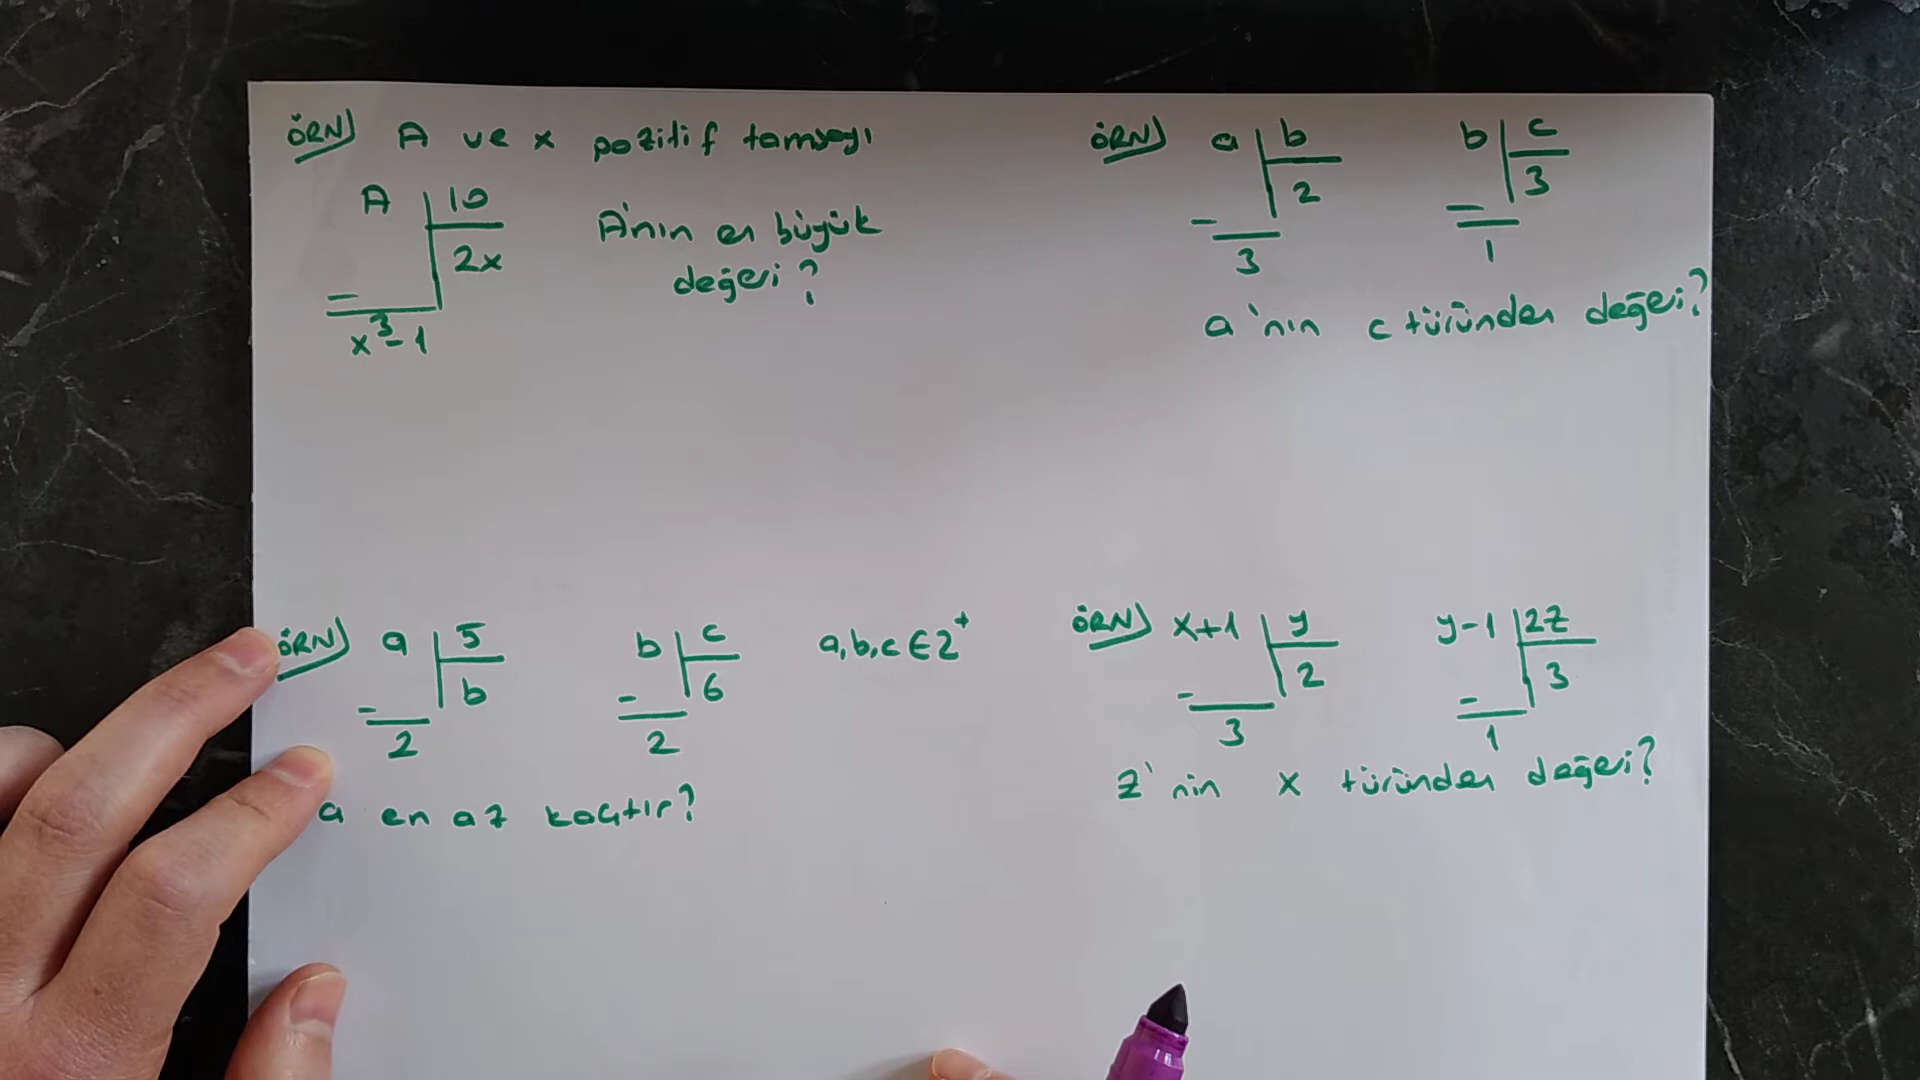 ÖRN) A ve x pozitif tamsayı
A 10
2x
x³-1
A'nın en büyük
değeri?
ÖRN) a b
2
3
b c
3
1
a'nın c türünden değeri?
ÖRN) a 5
b
2
b c
6
2
a,b,c ∈ Z⁺
a en az kaçtır?
ÖRN) x+1 y
2
3
y-1 2z
3
1
z'nin x türünden değeri?